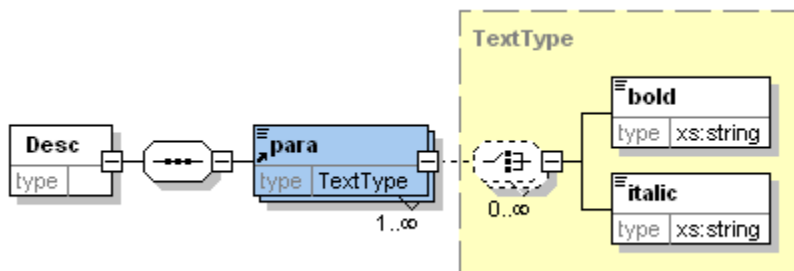 TextType
bold
type xs:string
Desc
type
para
type TextType
1..∞
0..∞
italic
type xs:string